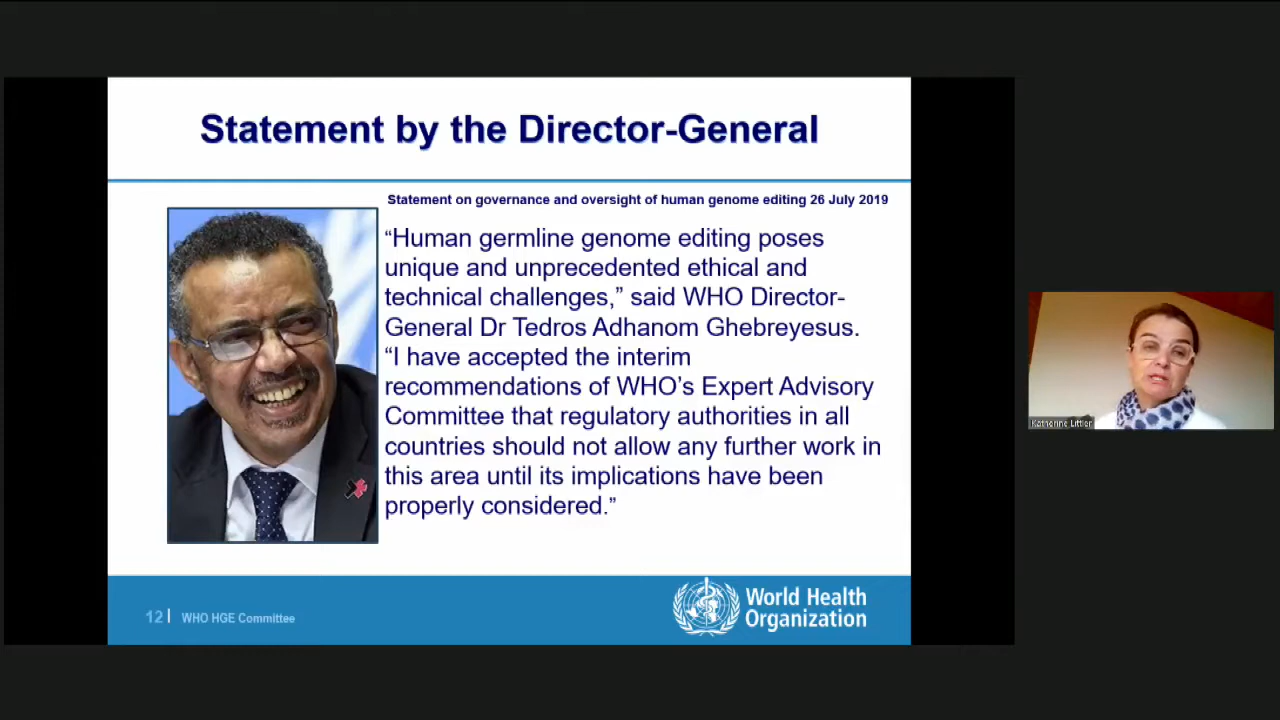 Statement by the Director-General
Statement on governance and oversight of human genome editing 26 July 2019
“Human germline genome editing poses
unique and unprecedented ethical and
technical challenges,” said WHO Director-
General Dr Tedros Adhanom Ghebreyesus.
“I have accepted the interim
recommendations of WHO’s Expert Advisory
Committee that regulatory authorities in all
countries should not allow any further work in
this area until its implications have been
properly considered.”
12 | WHO HGE Committee
World Health
Organization
Katherine Littler